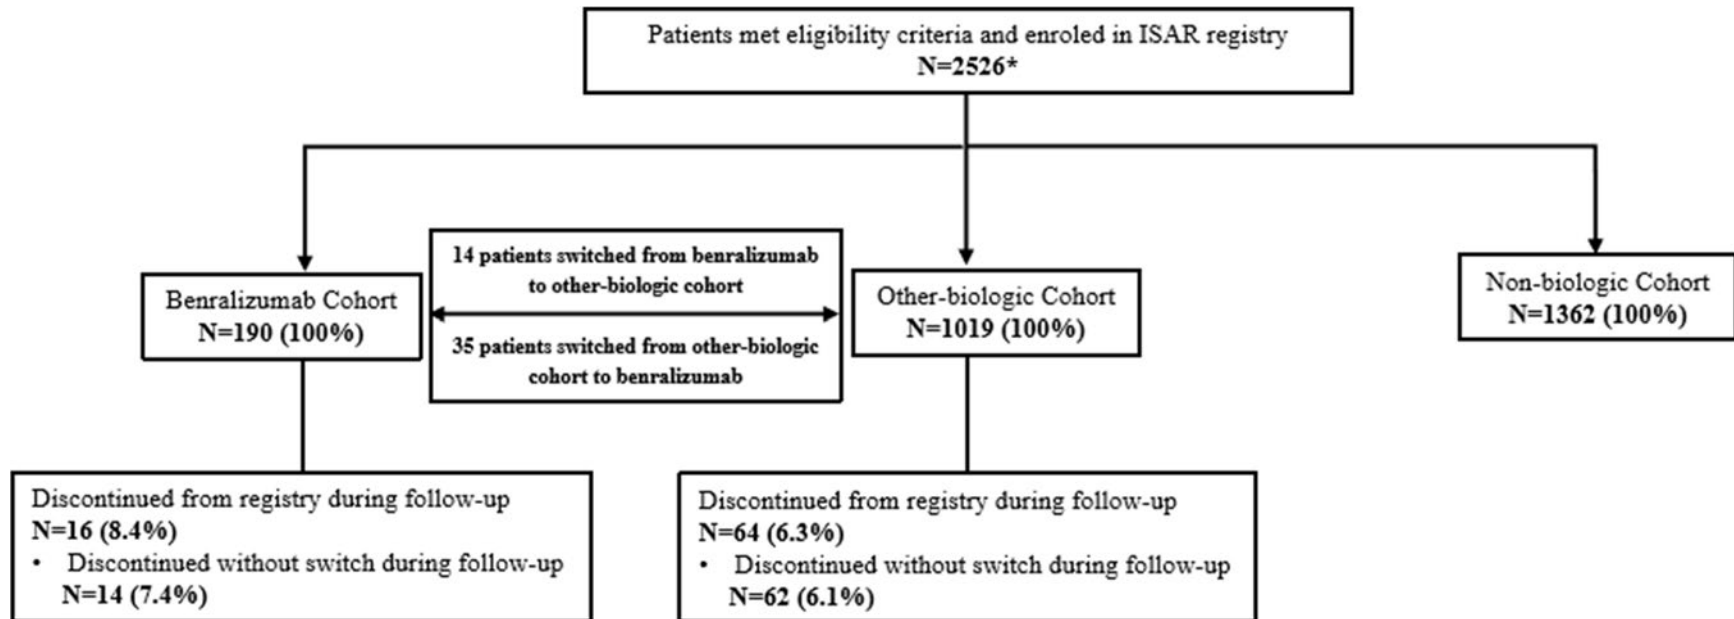 Patients met eligibility criteria and enroled in ISAR registry
N=2526*
14 patients switched from benralizumab
to other-biologic cohort
35 patients switched from other-biologic
cohort to benralizumab
Benralizumab Cohort
N=190 (100%)
Other-biologic Cohort
N=1019 (100%)
Non-biologic Cohort
N=1362 (100%)
Discontinued from registry during follow-up
N=16 (8.4%)
• Discontinued without switch during follow-up
N=14 (7.4%)
Discontinued from registry during follow-up
N=64 (6.3%)
• Discontinued without switch during follow-up
N=62 (6.1%)